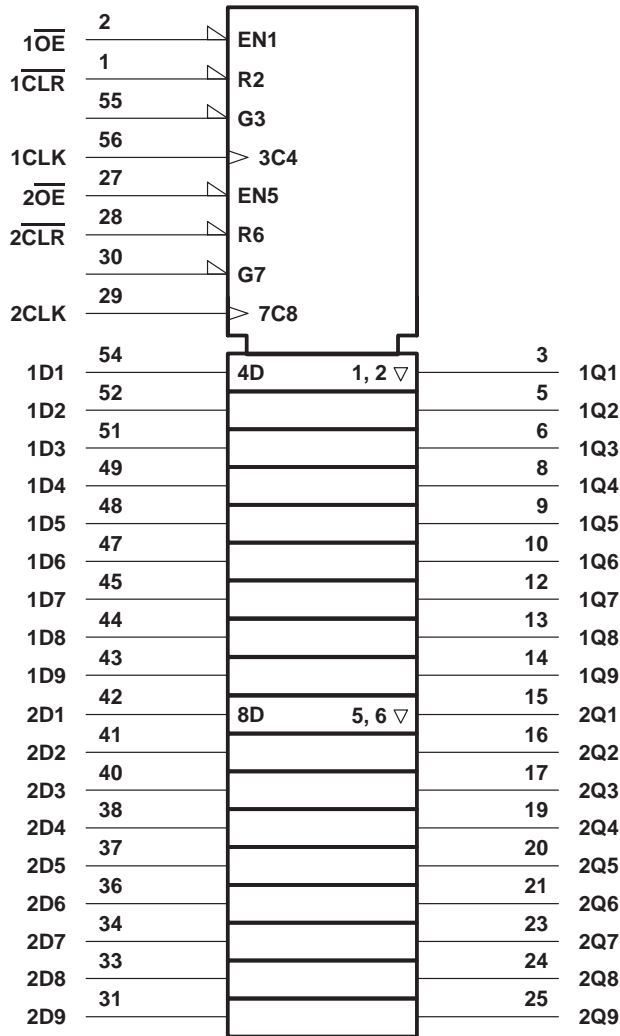 1O̅E̅ 2 EN1
1C̅L̅R̅ 1 R2
55 G3
1CLK 56 3C4
2O̅E̅ 27 EN5
2C̅L̅R̅ 28 R6
30 G7
2CLK 29 7C8
1D1 54 4D 1, 2 ▽ 3 1Q1
1D2 52 5 1Q2
1D3 51 6 1Q3
1D4 49 8 1Q4
1D5 48 9 1Q5
1D6 47 10 1Q6
1D7 45 12 1Q7
1D8 44 13 1Q8
1D9 43 14 1Q9
2D1 42 8D 5, 6 ▽ 15 2Q1
2D2 41 16 2Q2
2D3 40 17 2Q3
2D4 38 19 2Q4
2D5 37 20 2Q5
2D6 36 21 2Q6
2D7 34 23 2Q7
2D8 33 24 2Q8
2D9 31 25 2Q9